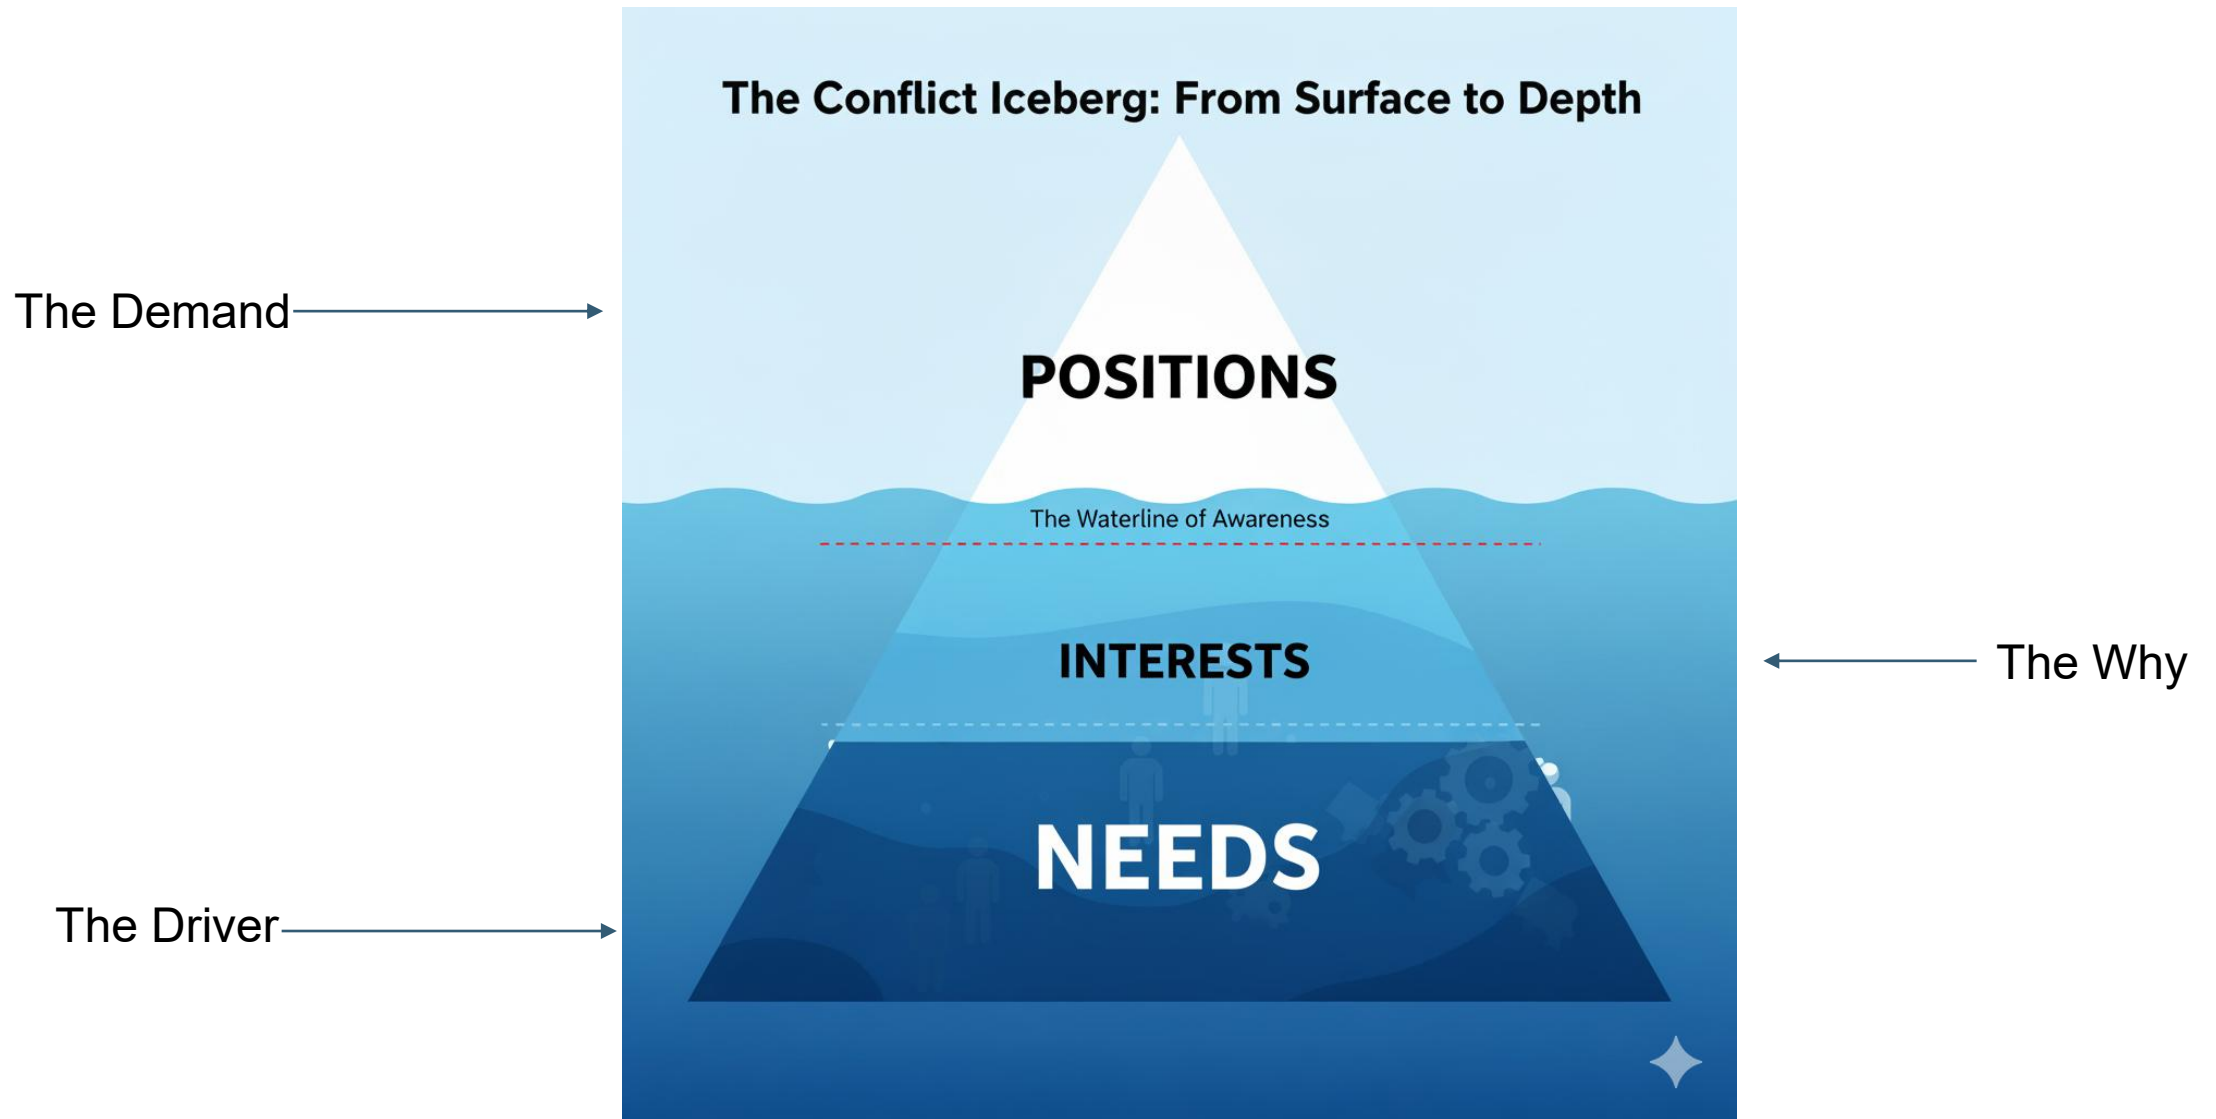 The Conflict Iceberg: From Surface to Depth
The Demand
POSITIONS
The Waterline of Awareness
INTERESTS
The Why
NEEDS
The Driver